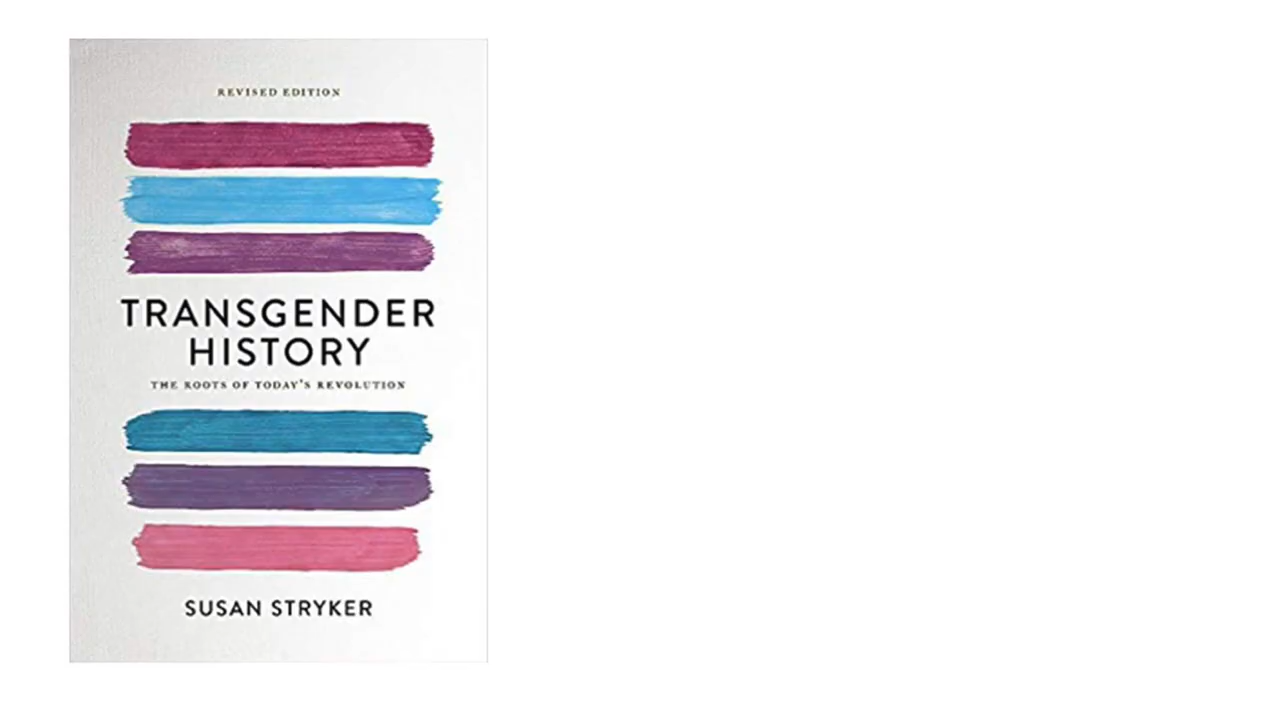 REVISED EDITION
TRANSGENDER
HISTORY
THE ROOTS OF TODAY'S REVOLUTION
SUSAN STRYKER